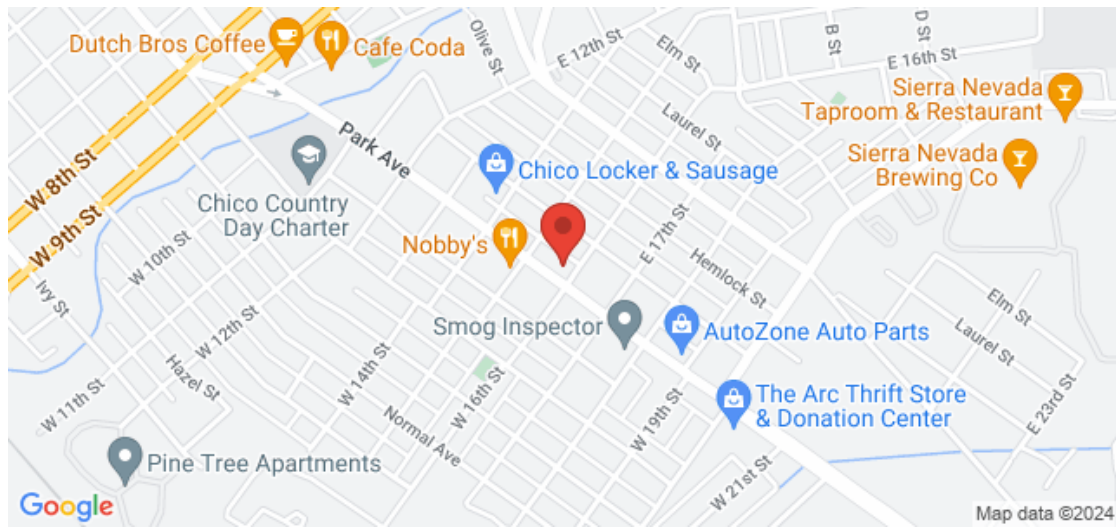 Dutch Bros Coffee
Cafe Coda
Olive St
E 12th St
Elm St
B St
D St
E 16th St
Sierra Nevada
Taproom & Restaurant
Laurel St
Park Ave
W 8th St
Chico Locker & Sausage
Sierra Nevada
Brewing Co
Chico Country
Day Charter
W 9th St
W 10th St
Nobby's
E 17th St
Hemlock St
Ivy St
W 12th St
Smog Inspector
AutoZone Auto Parts
Elm St
Laurel St
Hazel St
W 14th St
W 16th St
W 11th St
Normal Ave
W 19th St
The Arc Thrift Store
& Donation Center
E 23rd St
Pine Tree Apartments
W 21st St
Google
Map data ©2024